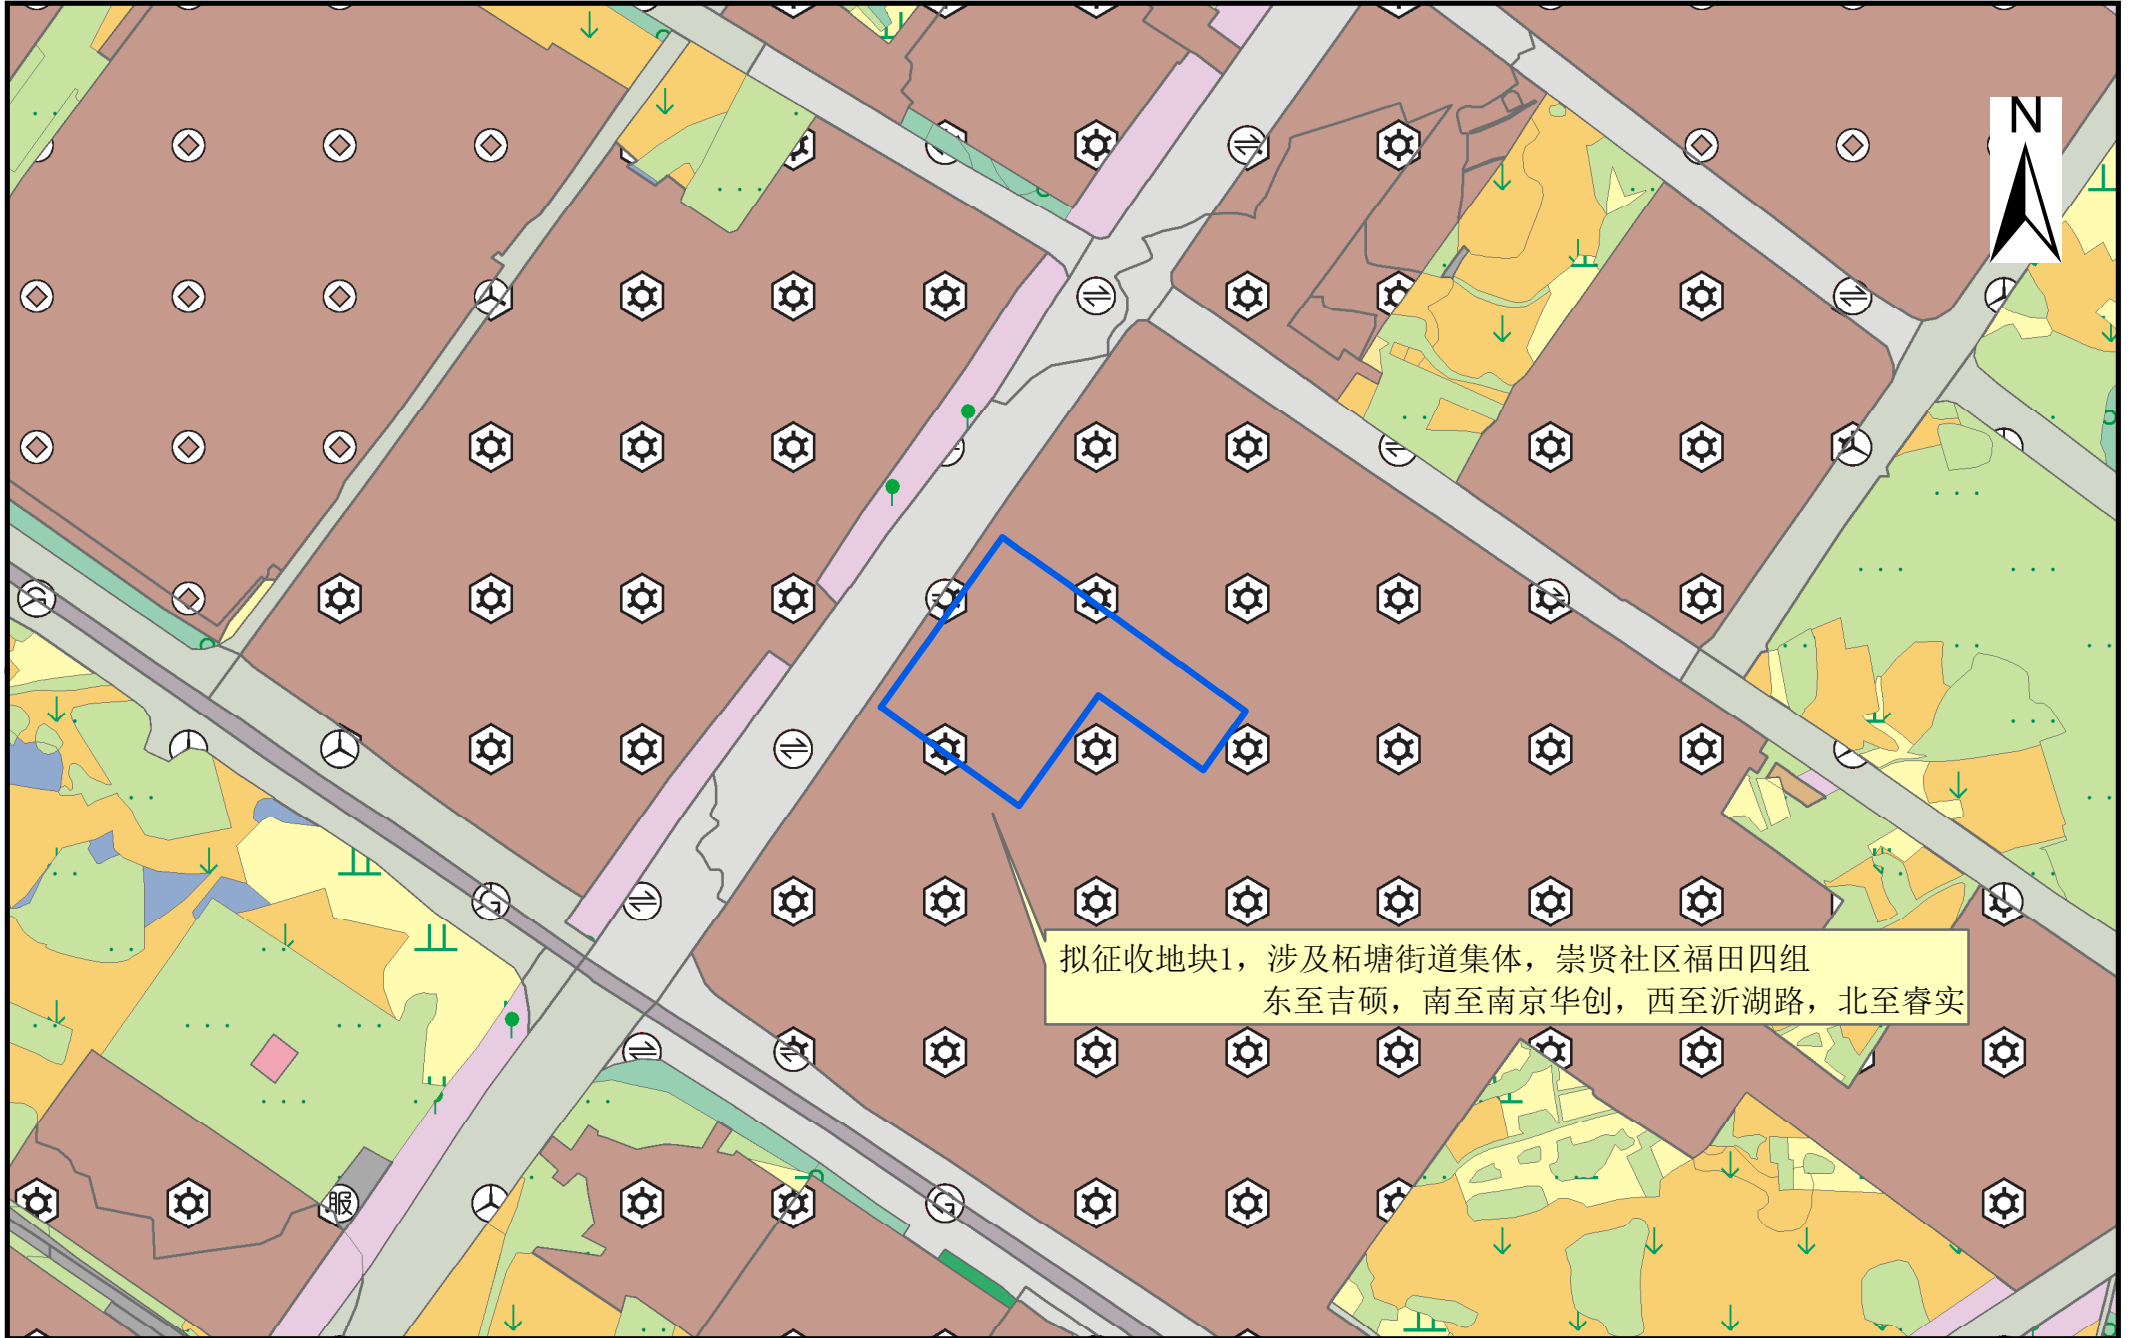 N
拟征收地块1，涉及柘塘街道集体，崇贤社区福田四组
东至吉硕，南至南京华创，西至沂湖路，北至睿实
服